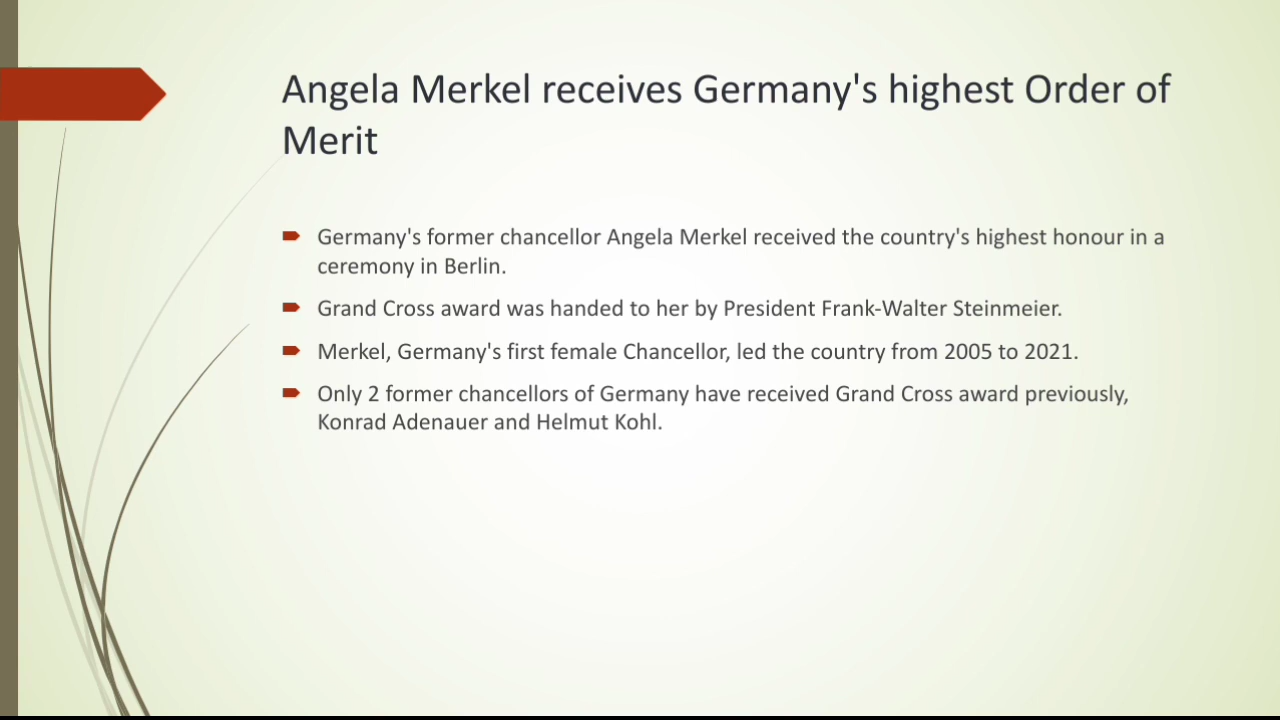 Angela Merkel receives Germany's highest Order of
Merit
Germany's former chancellor Angela Merkel received the country's highest honour in a
ceremony in Berlin.
Grand Cross award was handed to her by President Frank-Walter Steinmeier.
Merkel, Germany's first female Chancellor, led the country from 2005 to 2021.
Only 2 former chancellors of Germany have received Grand Cross award previously,
Konrad Adenauer and Helmut Kohl.